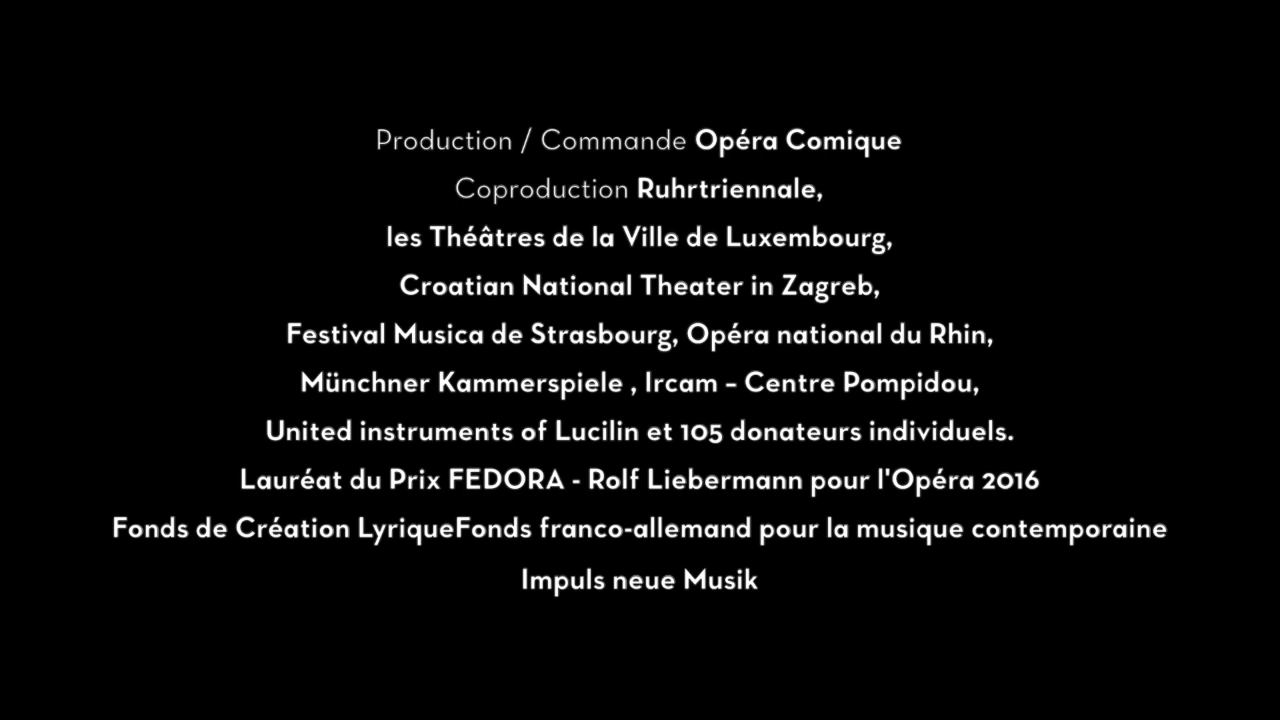 Production / Commande Opéra Comique
Coproduction Ruhrtriennale,
les Théâtres de la Ville de Luxembourg,
Croatian National Theater in Zagreb,
Festival Musica de Strasbourg, Opéra national du Rhin,
Münchner Kammerspiele , Ircam – Centre Pompidou,
United instruments of Lucilin et 105 donateurs individuels.
Lauréat du Prix FEDORA - Rolf Liebermann pour l'Opéra 2016
Fonds de Création LyriqueFonds franco-allemand pour la musique contemporaine
Impuls neue Musik